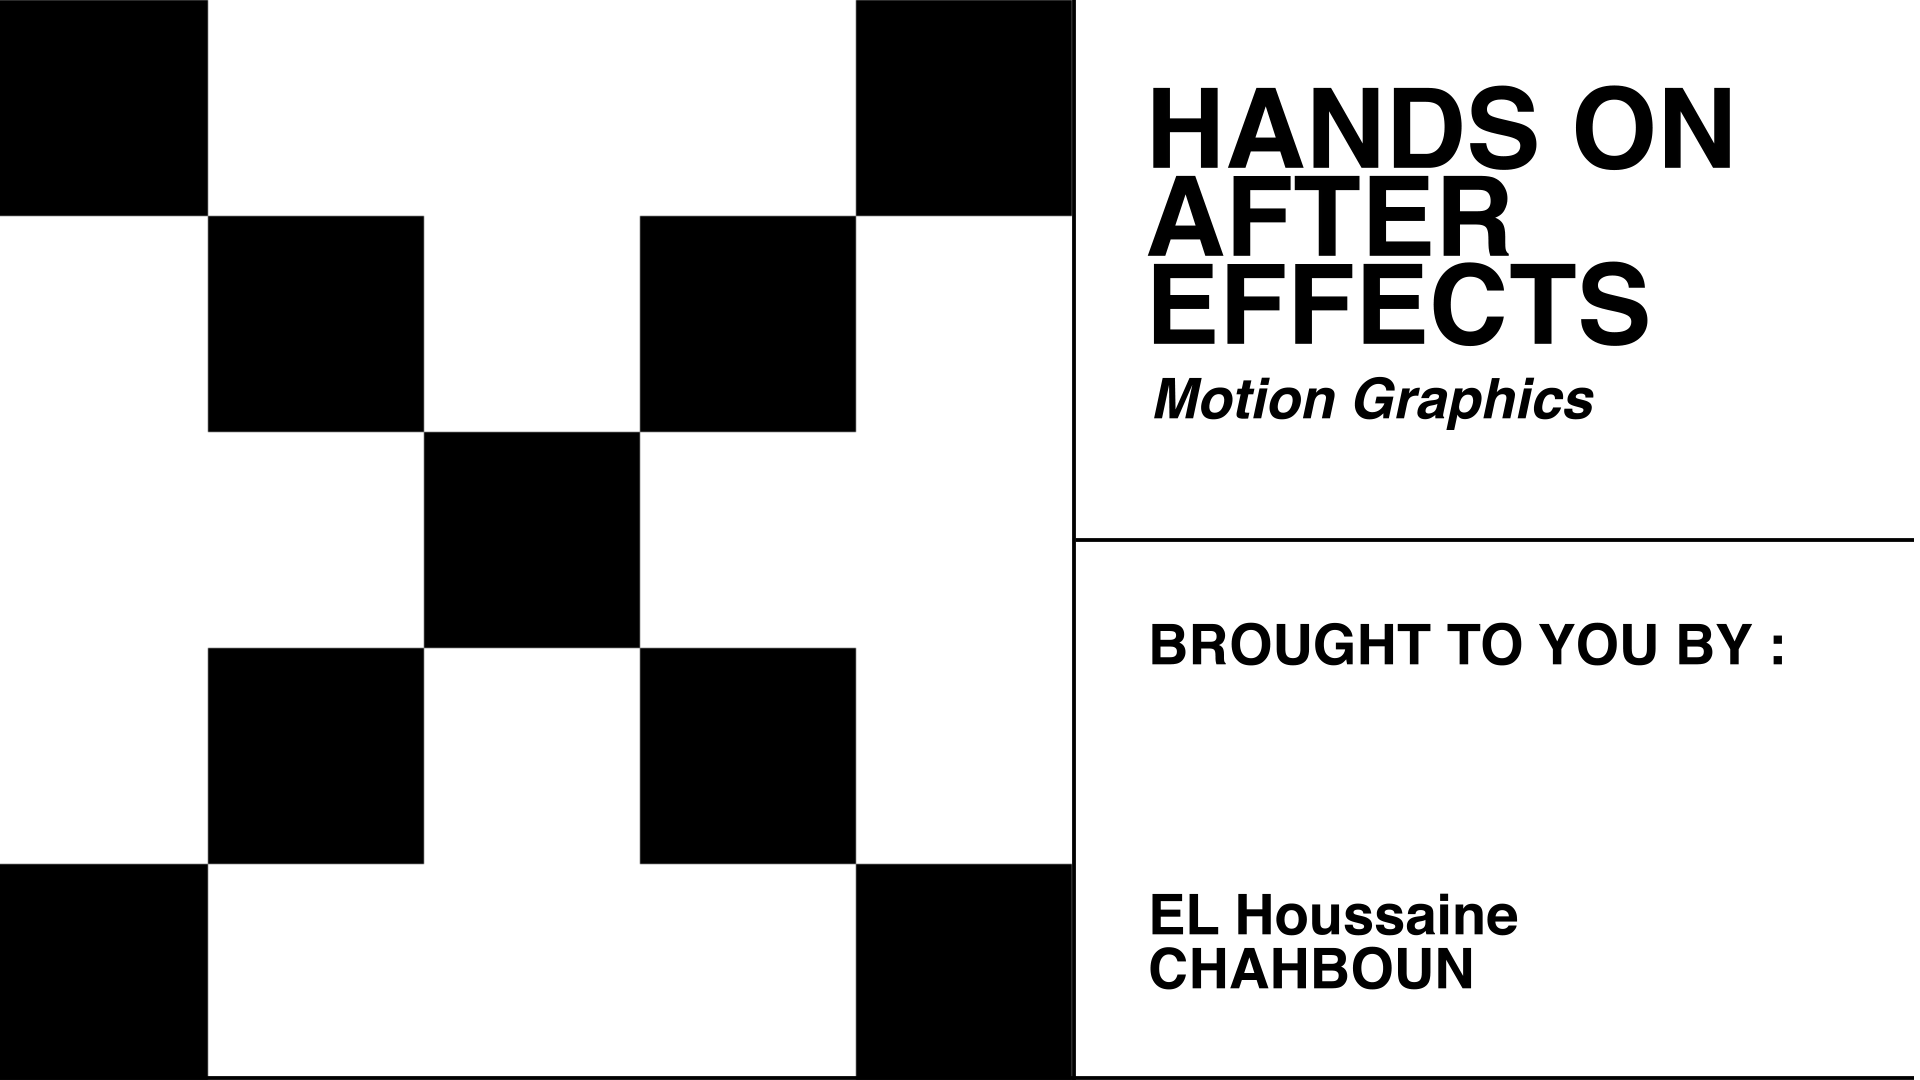 HANDS ON
AFTER
EFFECTS
Motion Graphics
BROUGHT TO YOU BY :
EL Houssaine
CHAHBOUN